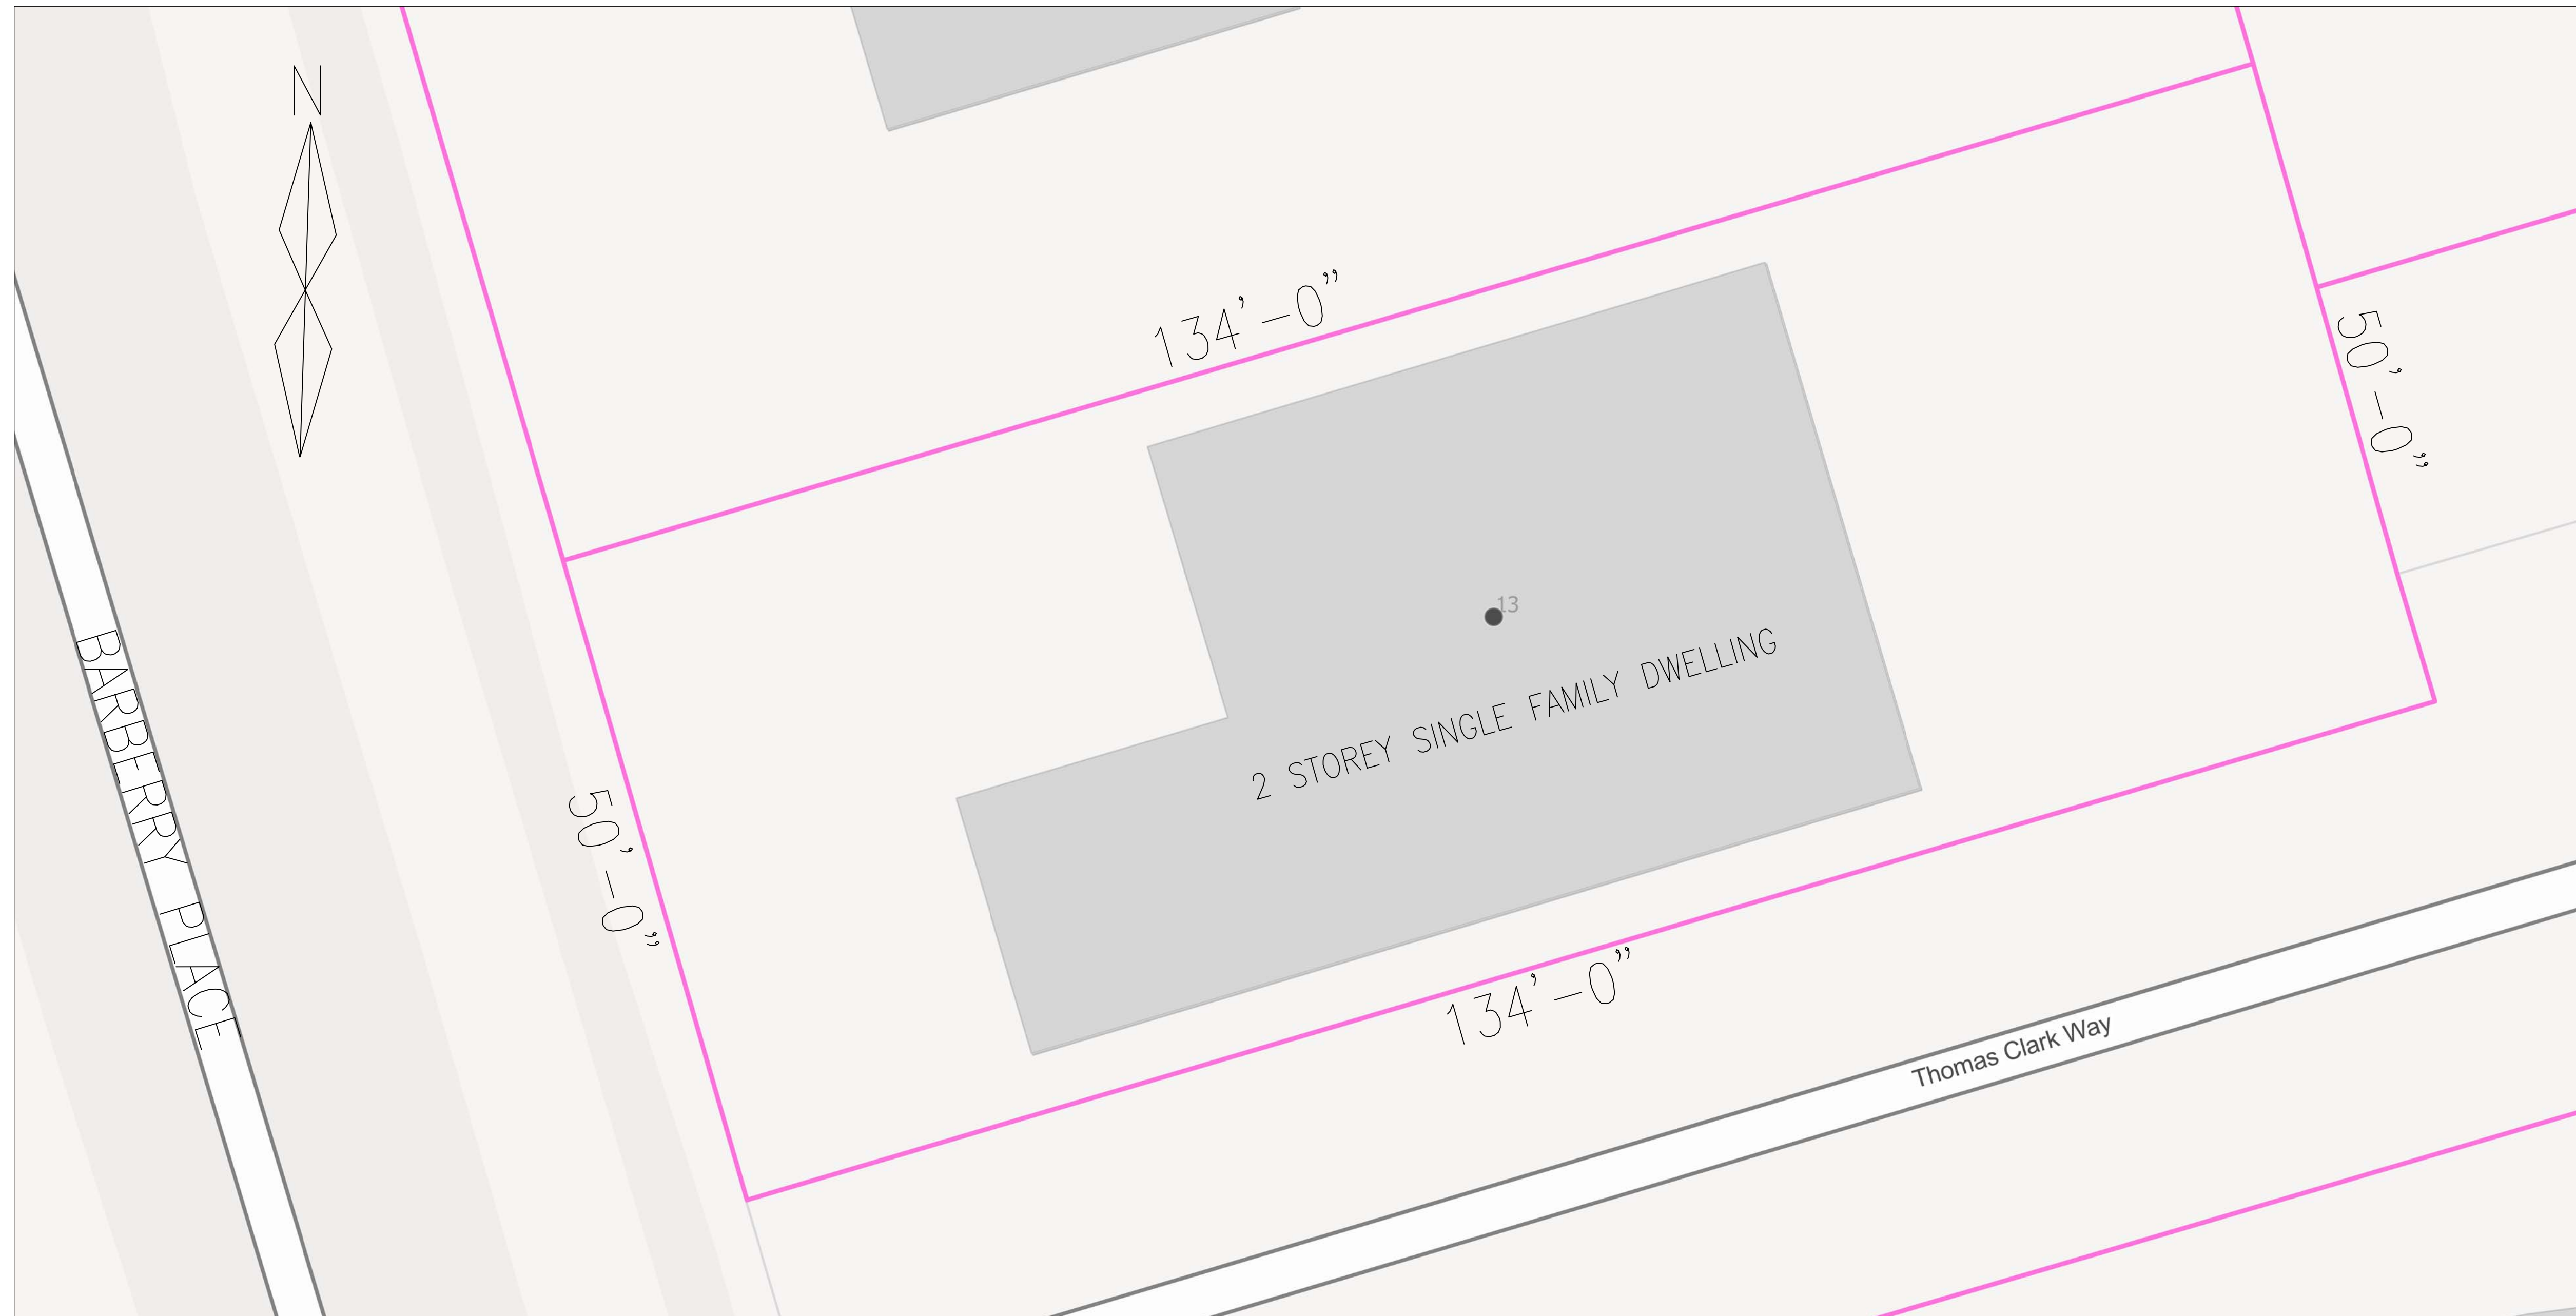 N
134'-0"
50'-0"
13
2 STOREY SINGLE FAMILY DWELLING
BARBERRY PLACE
50'-0"
134'-0"
Thomas Clark Way